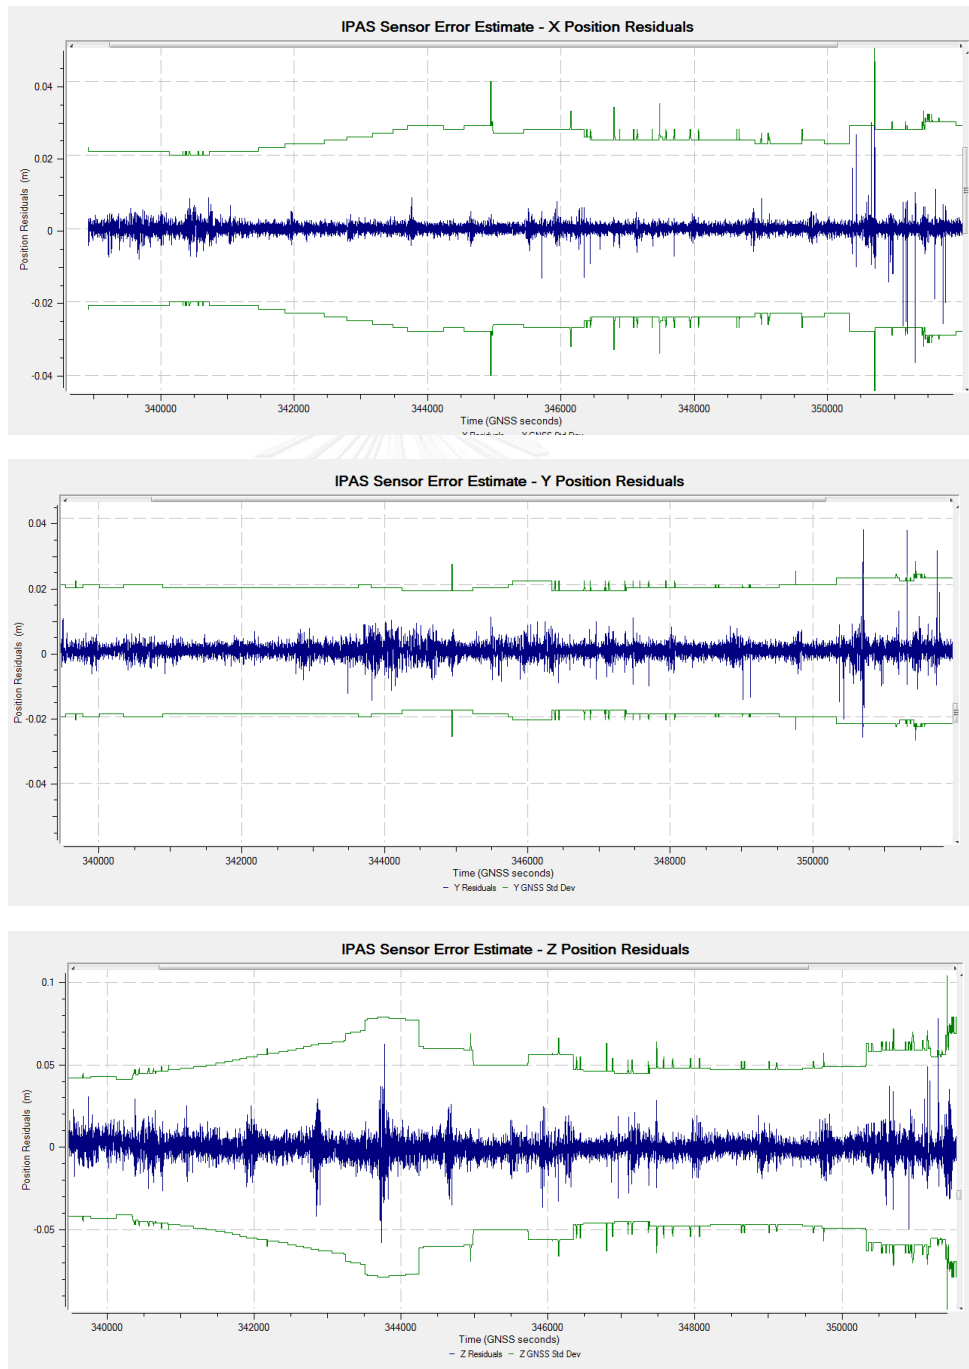 IPAS Sensor Error Estimate - X Position Residuals
0.04
0.02
0
-0.02
-0.04
Position Residuals (m)
340000 342000 344000 346000 348000 350000
Time (GNSS seconds)
IPAS Sensor Error Estimate - Y Position Residuals
0.04
0.02
0
-0.02
-0.04
Position Residuals (m)
340000 342000 344000 346000 348000 350000
Time (GNSS seconds)
– Y Residuals – Y GNSS Std Dev
IPAS Sensor Error Estimate - Z Position Residuals
0.1
0.05
0
-0.05
Position Residuals (m)
340000 342000 344000 346000 348000 350000
Time (GNSS seconds)
– Z Residuals – Z GNSS Std Dev